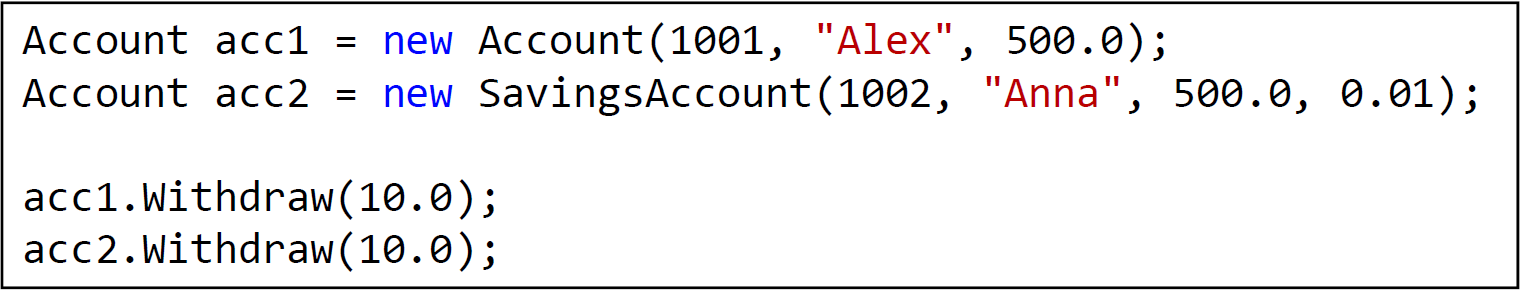 Account acc1 = new Account(1001, "Alex", 500.0);
Account acc2 = new SavingsAccount(1002, "Anna", 500.0, 0.01);
acc1.Withdraw(10.0);
acc2.Withdraw(10.0);